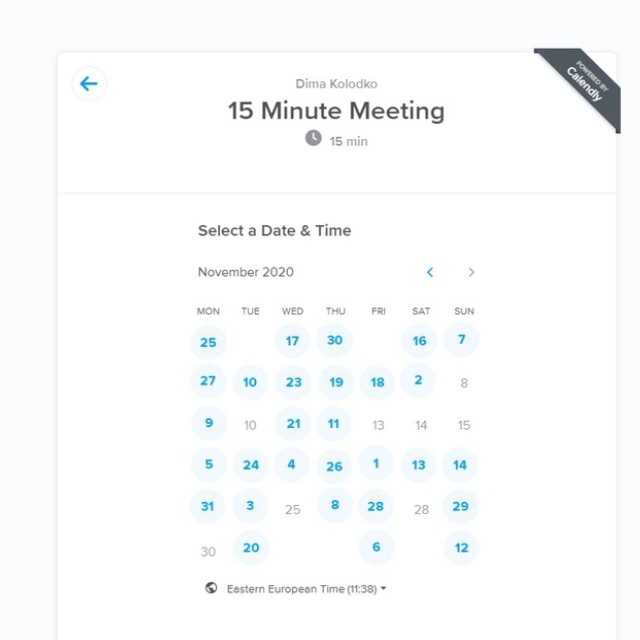 POWERED BY
Calendly
Dima Kolodko
15 Minute Meeting
15 min
Select a Date & Time
November 2020
MON TUE WED THU FRI SAT SUN
25 17 30 16 7
27 10 23 19 18 2 8
9 10 21 11 13 14 15
5 24 4 26 1 13 14
31 3 25 8 28 28 29
30 20 6 12
Eastern European Time (11:38)